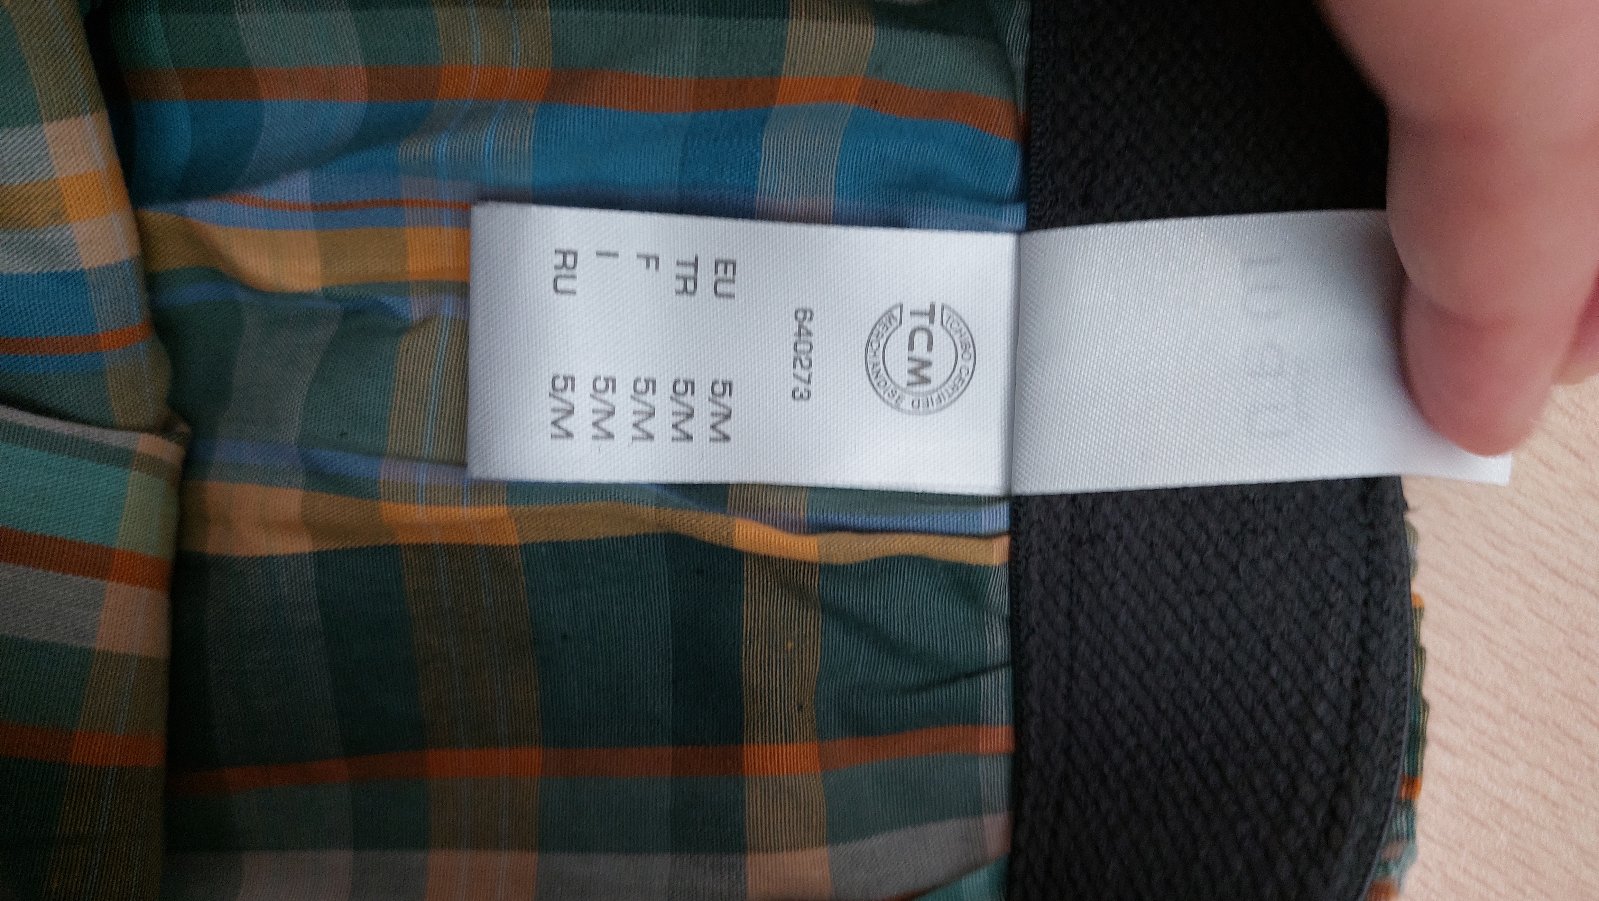 TCHIBO CERTIFIED MERCHANDISE
TCM
640273
EU 5/M
TR 5/M
F 5/M
I 5/M
RU 5/M